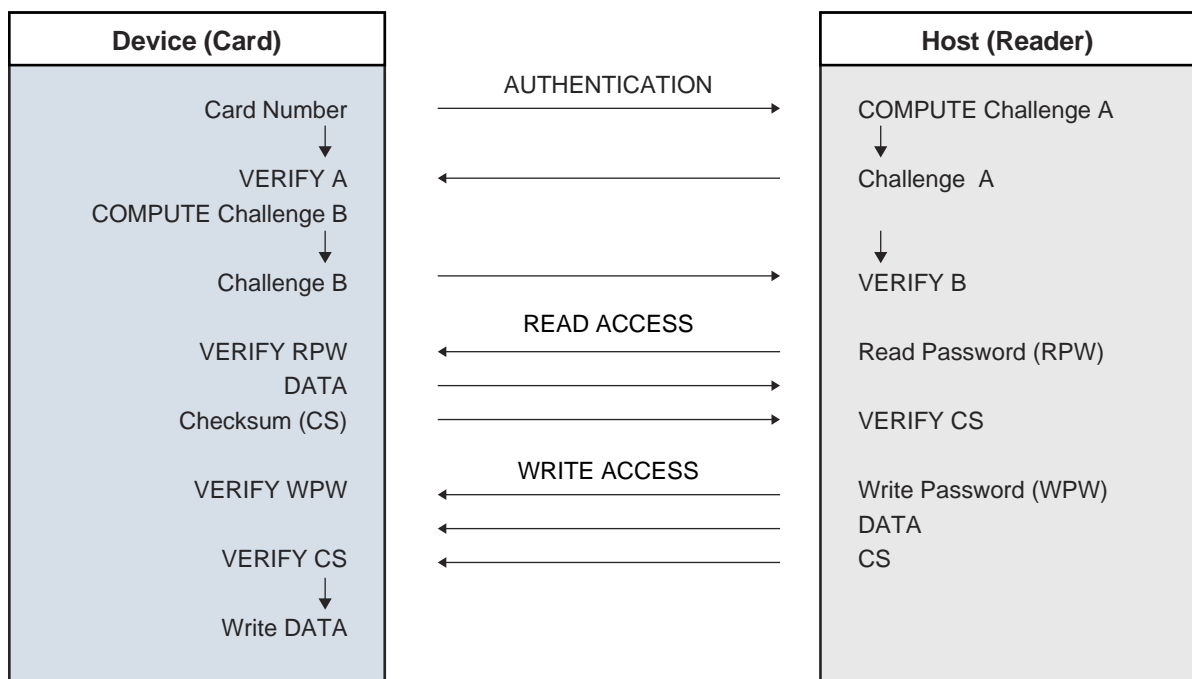 Device (Card)
Host (Reader)
AUTHENTICATION
Card Number
COMPUTE Challenge A
VERIFY A
Challenge A
COMPUTE Challenge B
Challenge B
VERIFY B
READ ACCESS
VERIFY RPW
Read Password (RPW)
DATA
Checksum (CS)
VERIFY CS
WRITE ACCESS
VERIFY WPW
Write Password (WPW)
DATA
VERIFY CS
CS
Write DATA